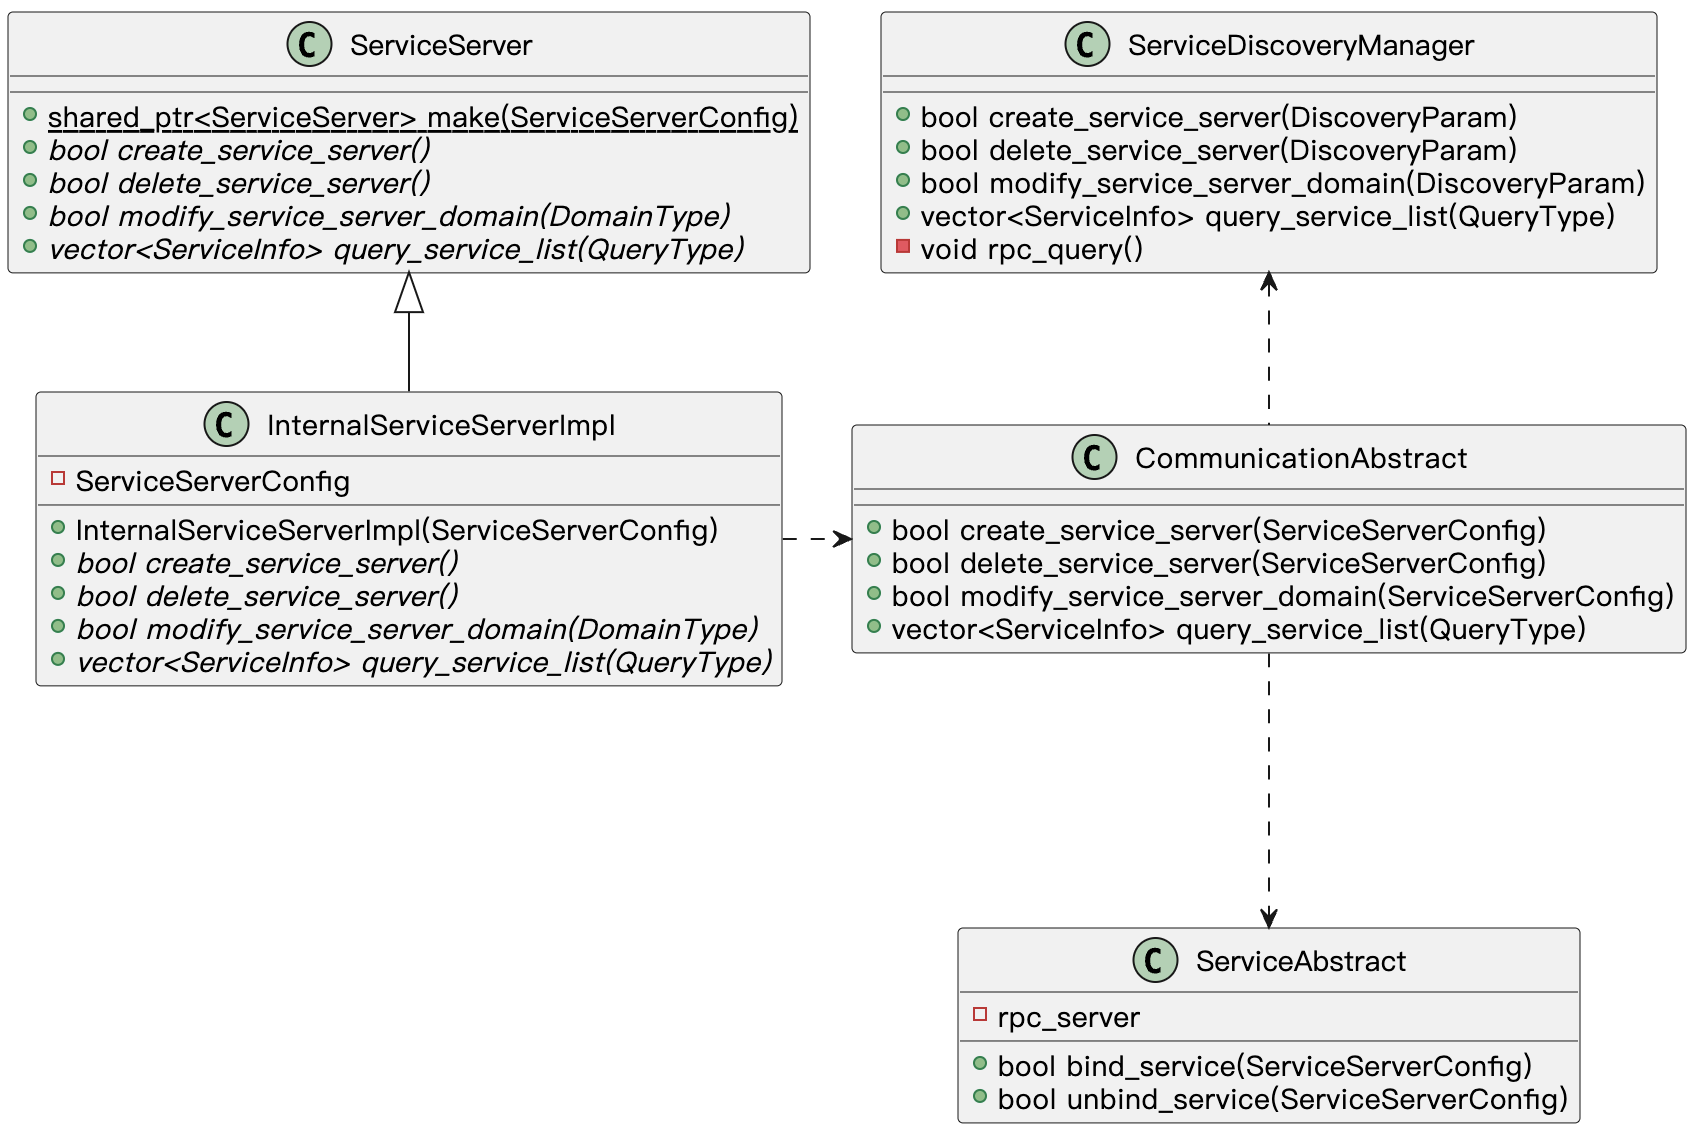 C ServiceServer
shared_ptr<ServiceServer> make(ServiceServerConfig)
bool create_service_server()
bool delete_service_server()
bool modify_service_server_domain(DomainType)
vector<ServiceInfo> query_service_list(QueryType)
C ServiceDiscoveryManager
bool create_service_server(DiscoveryParam)
bool delete_service_server(DiscoveryParam)
bool modify_service_server_domain(DiscoveryParam)
vector<ServiceInfo> query_service_list(QueryType)
void rpc_query()
C InternalServiceServerImpl
ServiceServerConfig
InternalServiceServerImpl(ServiceServerConfig)
bool create_service_server()
bool delete_service_server()
bool modify_service_server_domain(DomainType)
vector<ServiceInfo> query_service_list(QueryType)
C CommunicationAbstract
bool create_service_server(ServiceServerConfig)
bool delete_service_server(ServiceServerConfig)
bool modify_service_server_domain(ServiceServerConfig)
vector<ServiceInfo> query_service_list(QueryType)
C ServiceAbstract
rpc_server
bool bind_service(ServiceServerConfig)
bool unbind_service(ServiceServerConfig)